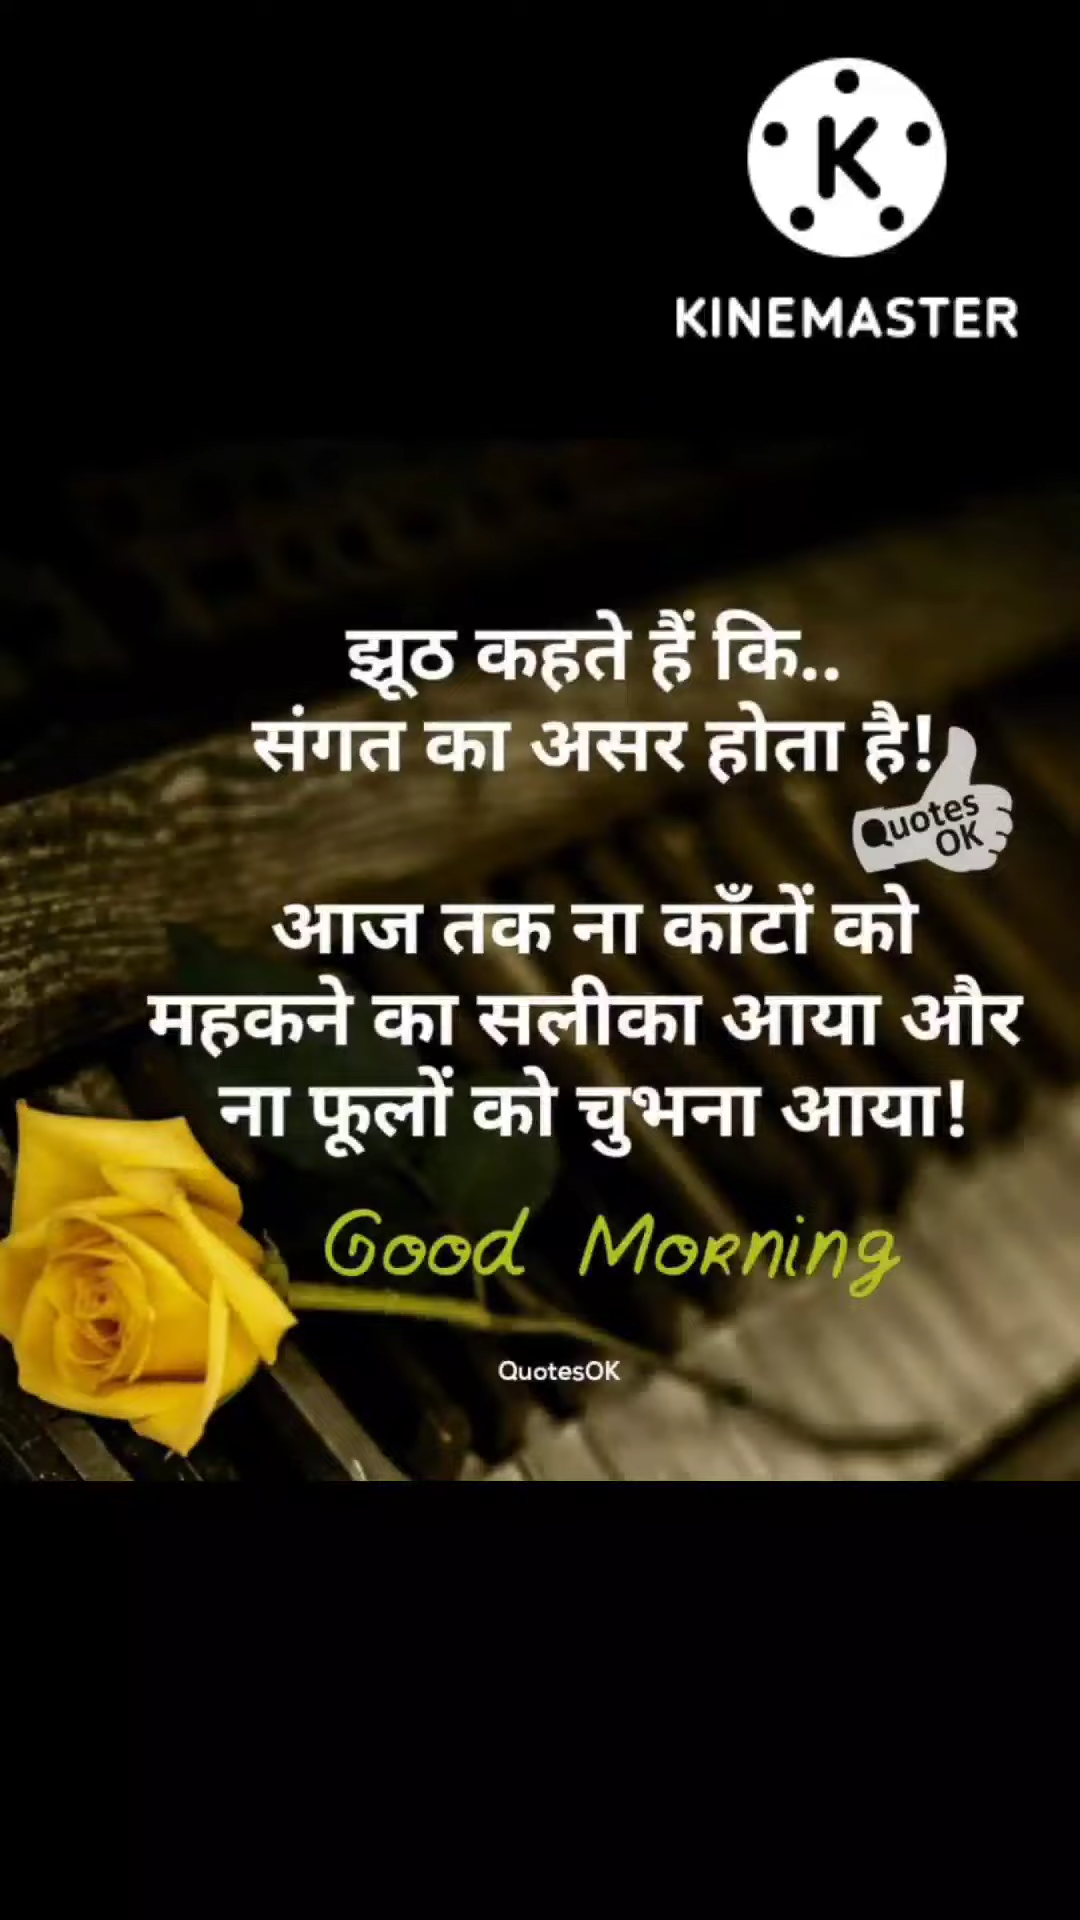 K
KINEMASTER
झूठ कहते हैं कि..
संगत का असर होता है!
Quotes
OK
आज तक ना काँटों को
महकने का सलीका आया और
ना फूलों को चुभना आया!
Good Morning
QuotesOK